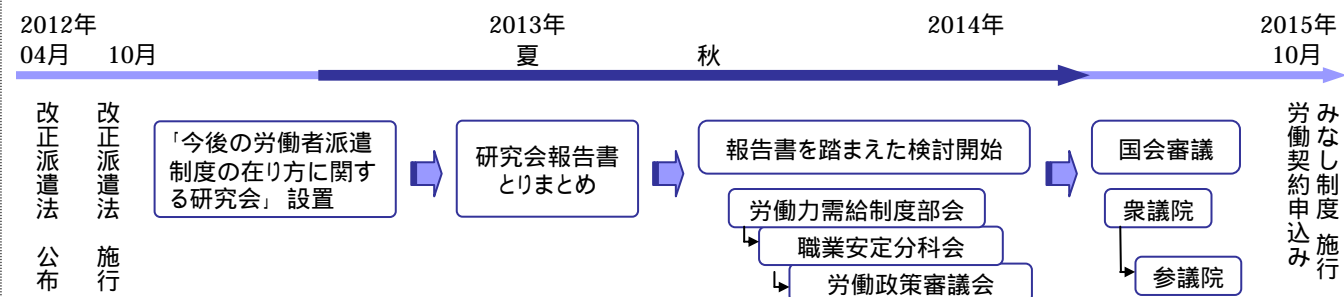 2012年
2013年
2014年
2015年
04月
10月
夏
秋
10月
改正派遣法 公布
改正派遣法 施行
「今後の労働者派遣
制度の在り方に関す
る研究会」 設置
研究会報告書
とりまとめ
報告書を踏まえた検討開始
労働力需給制度部会
職業安定分科会
労働政策審議会
国会審議
衆議院
参議院
労働契約申込み
みなし制度 施行